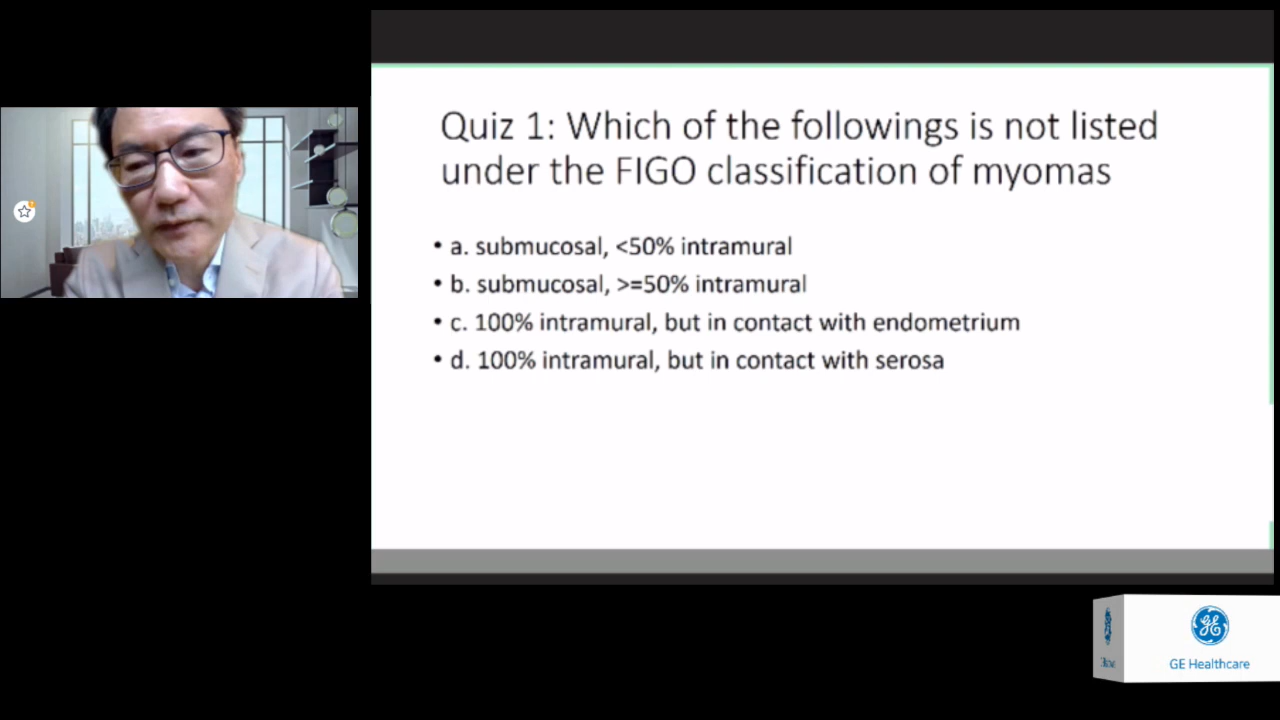 Quiz 1: Which of the followings is not listed
under the FIGO classification of myomas
• a. submucosal, <50% intramural
• b. submucosal, >=50% intramural
• c. 100% intramural, but in contact with endometrium
• d. 100% intramural, but in contact with serosa
GE Healthcare